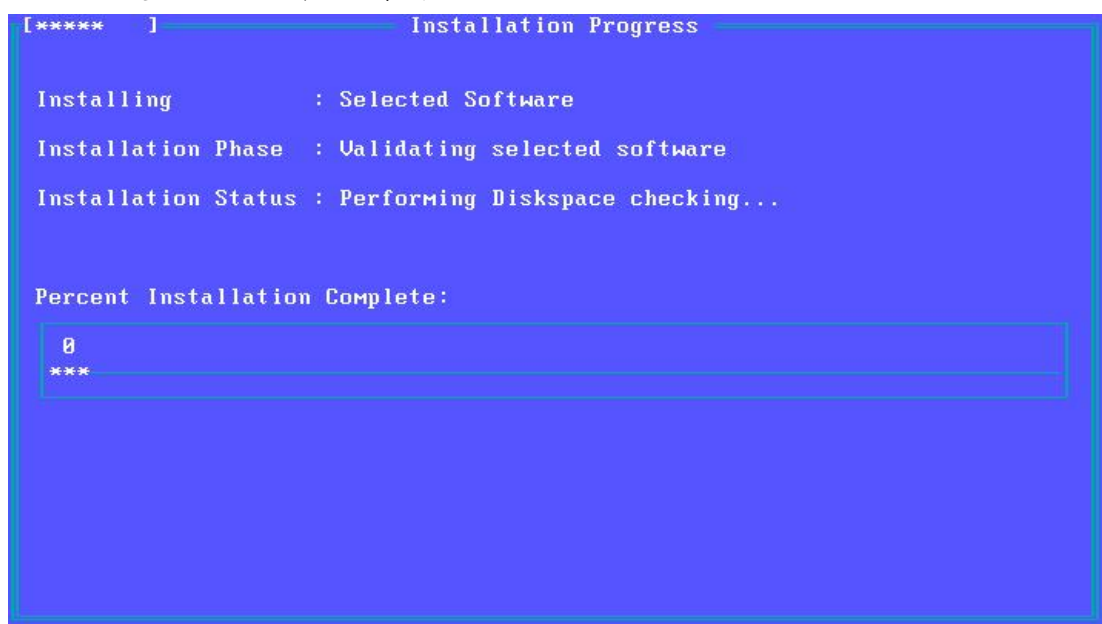 [***** ] Installation Progress
Installing : Selected Software
Installation Phase : Validating selected software
Installation Status : Performing Diskspace checking...
Percent Installation Complete:
0
***